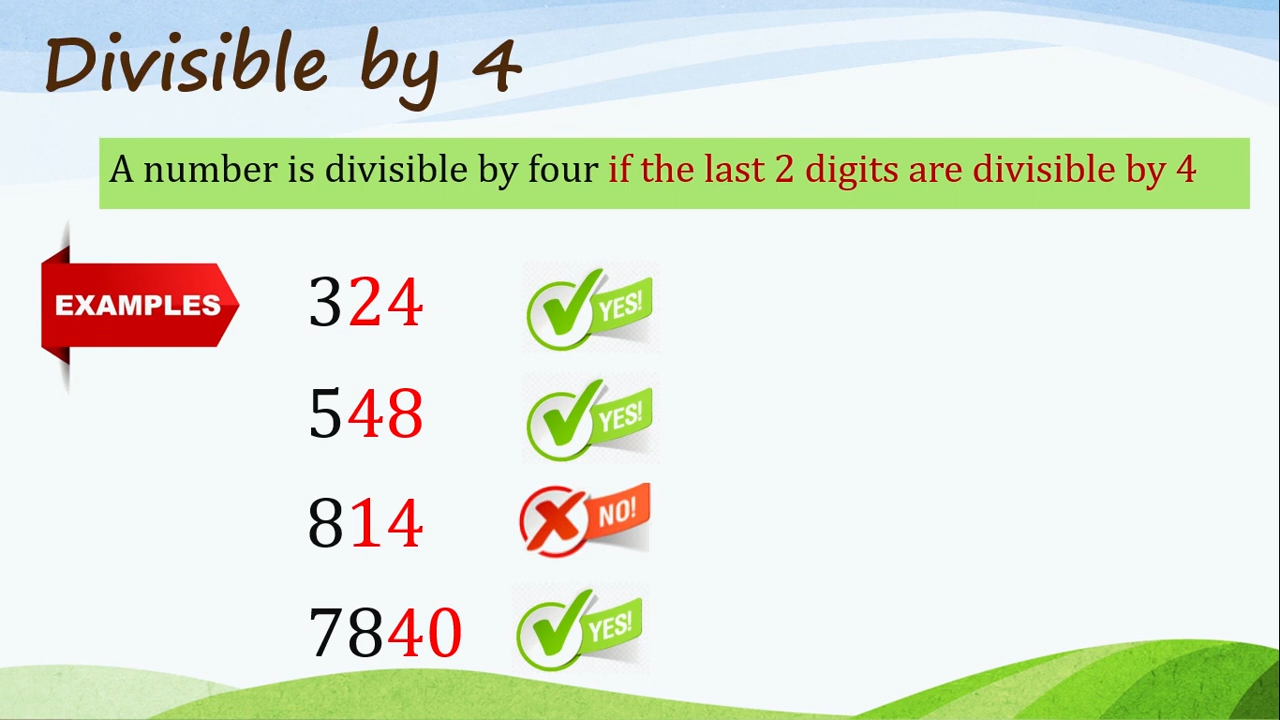 Divisible by 4
A number is divisible by four if the last 2 digits are divisible by 4
EXAMPLES
324 YES!
548 YES!
814 NO!
7840 YES!